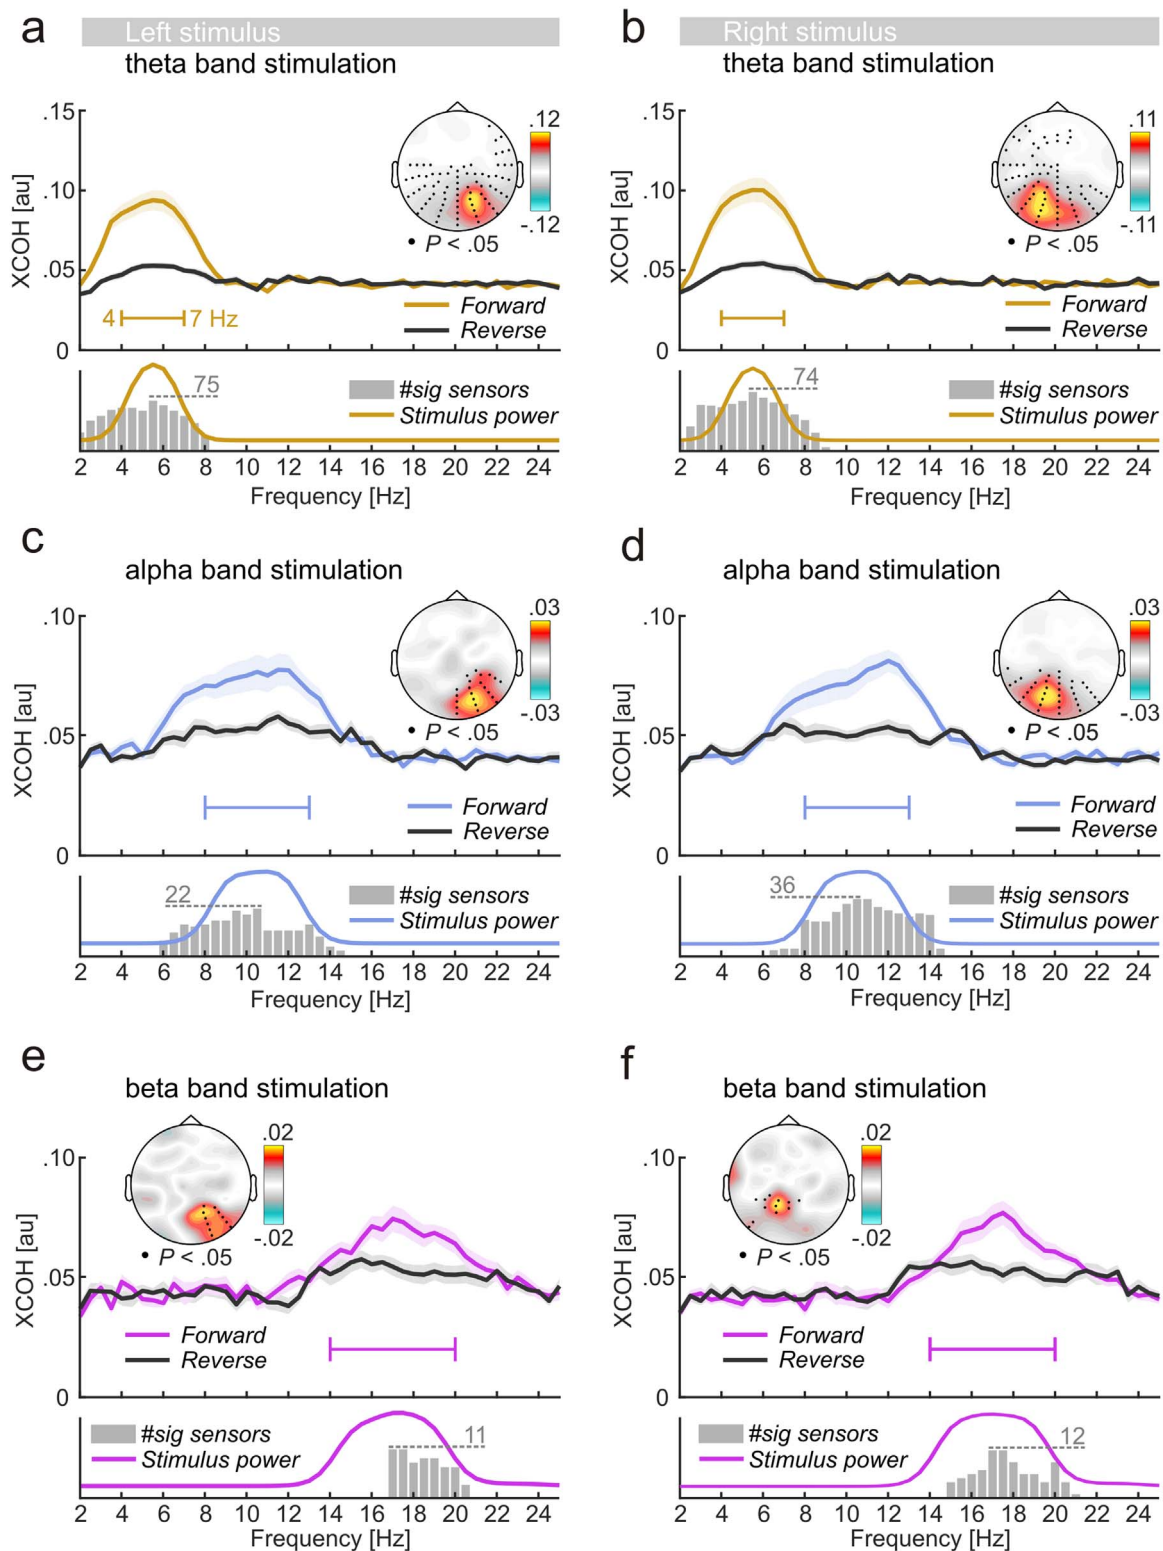 a
Left stimulus
theta band stimulation
.15
.10
.05
0
XCOH [au]
.12
-.12
• P < .05
Forward
Reverse
4 7 Hz
75
#sig sensors
Stimulus power
2 4 6 8 10 12 14 16 18 20 22 24
Frequency [Hz]
b
Right stimulus
theta band stimulation
.15
.10
.05
0
XCOH [au]
.11
-.11
• P < .05
Forward
Reverse
74
#sig sensors
Stimulus power
2 4 6 8 10 12 14 16 18 20 22 24
Frequency [Hz]
c
alpha band stimulation
.10
.05
0
XCOH [au]
.03
-.03
• P < .05
Forward
Reverse
22
#sig sensors
Stimulus power
2 4 6 8 10 12 14 16 18 20 22 24
Frequency [Hz]
d
alpha band stimulation
.10
.05
0
XCOH [au]
.03
-.03
• P < .05
Forward
Reverse
36
#sig sensors
Stimulus power
2 4 6 8 10 12 14 16 18 20 22 24
Frequency [Hz]
e
beta band stimulation
.10
.05
0
XCOH [au]
.02
-.02
• P < .05
Forward
Reverse
#sig sensors
Stimulus power
11
2 4 6 8 10 12 14 16 18 20 22 24
Frequency [Hz]
f
beta band stimulation
.10
.05
0
XCOH [au]
.02
-.02
• P < .05
Forward
Reverse
#sig sensors
Stimulus power
12
2 4 6 8 10 12 14 16 18 20 22 24
Frequency [Hz]